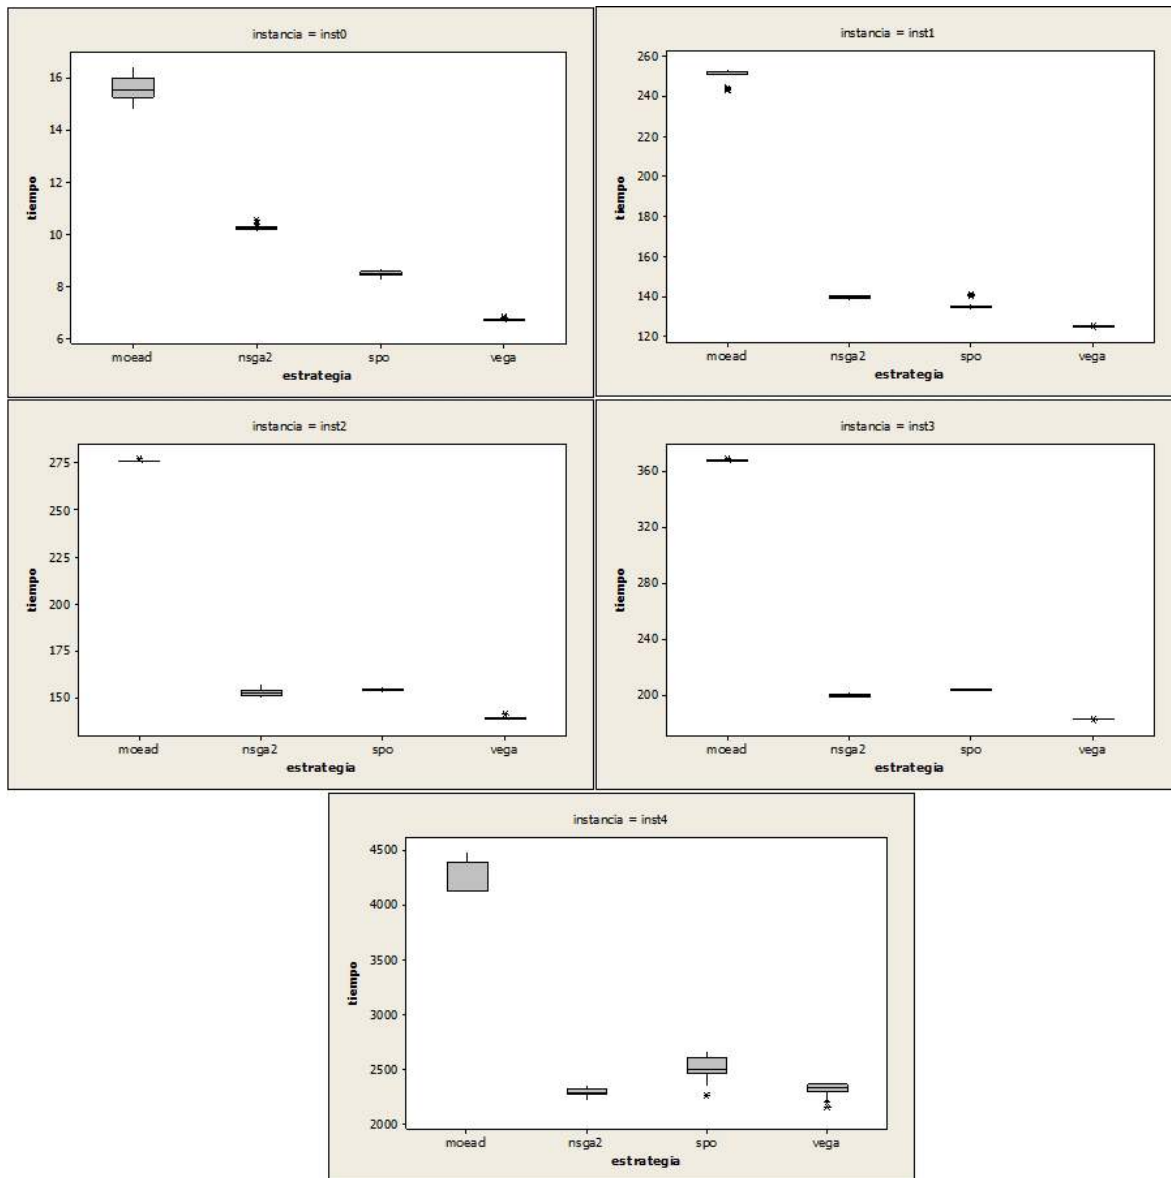 instancia = inst0
16
14
12
10
8
6
tiempo
moead nsga2 spo vega
estrategia
instancia = inst1
260
240
220
200
180
160
140
120
tiempo
moead nsga2 spo vega
estrategia
instancia = inst2
275
250
225
200
175
150
tiempo
moead nsga2 spo vega
estrategia
instancia = inst3
360
320
280
240
200
tiempo
moead nsga2 spo vega
estrategia
instancia = inst4
4500
4000
3500
3000
2500
2000
tiempo
moead nsga2 spo vega
estrategia